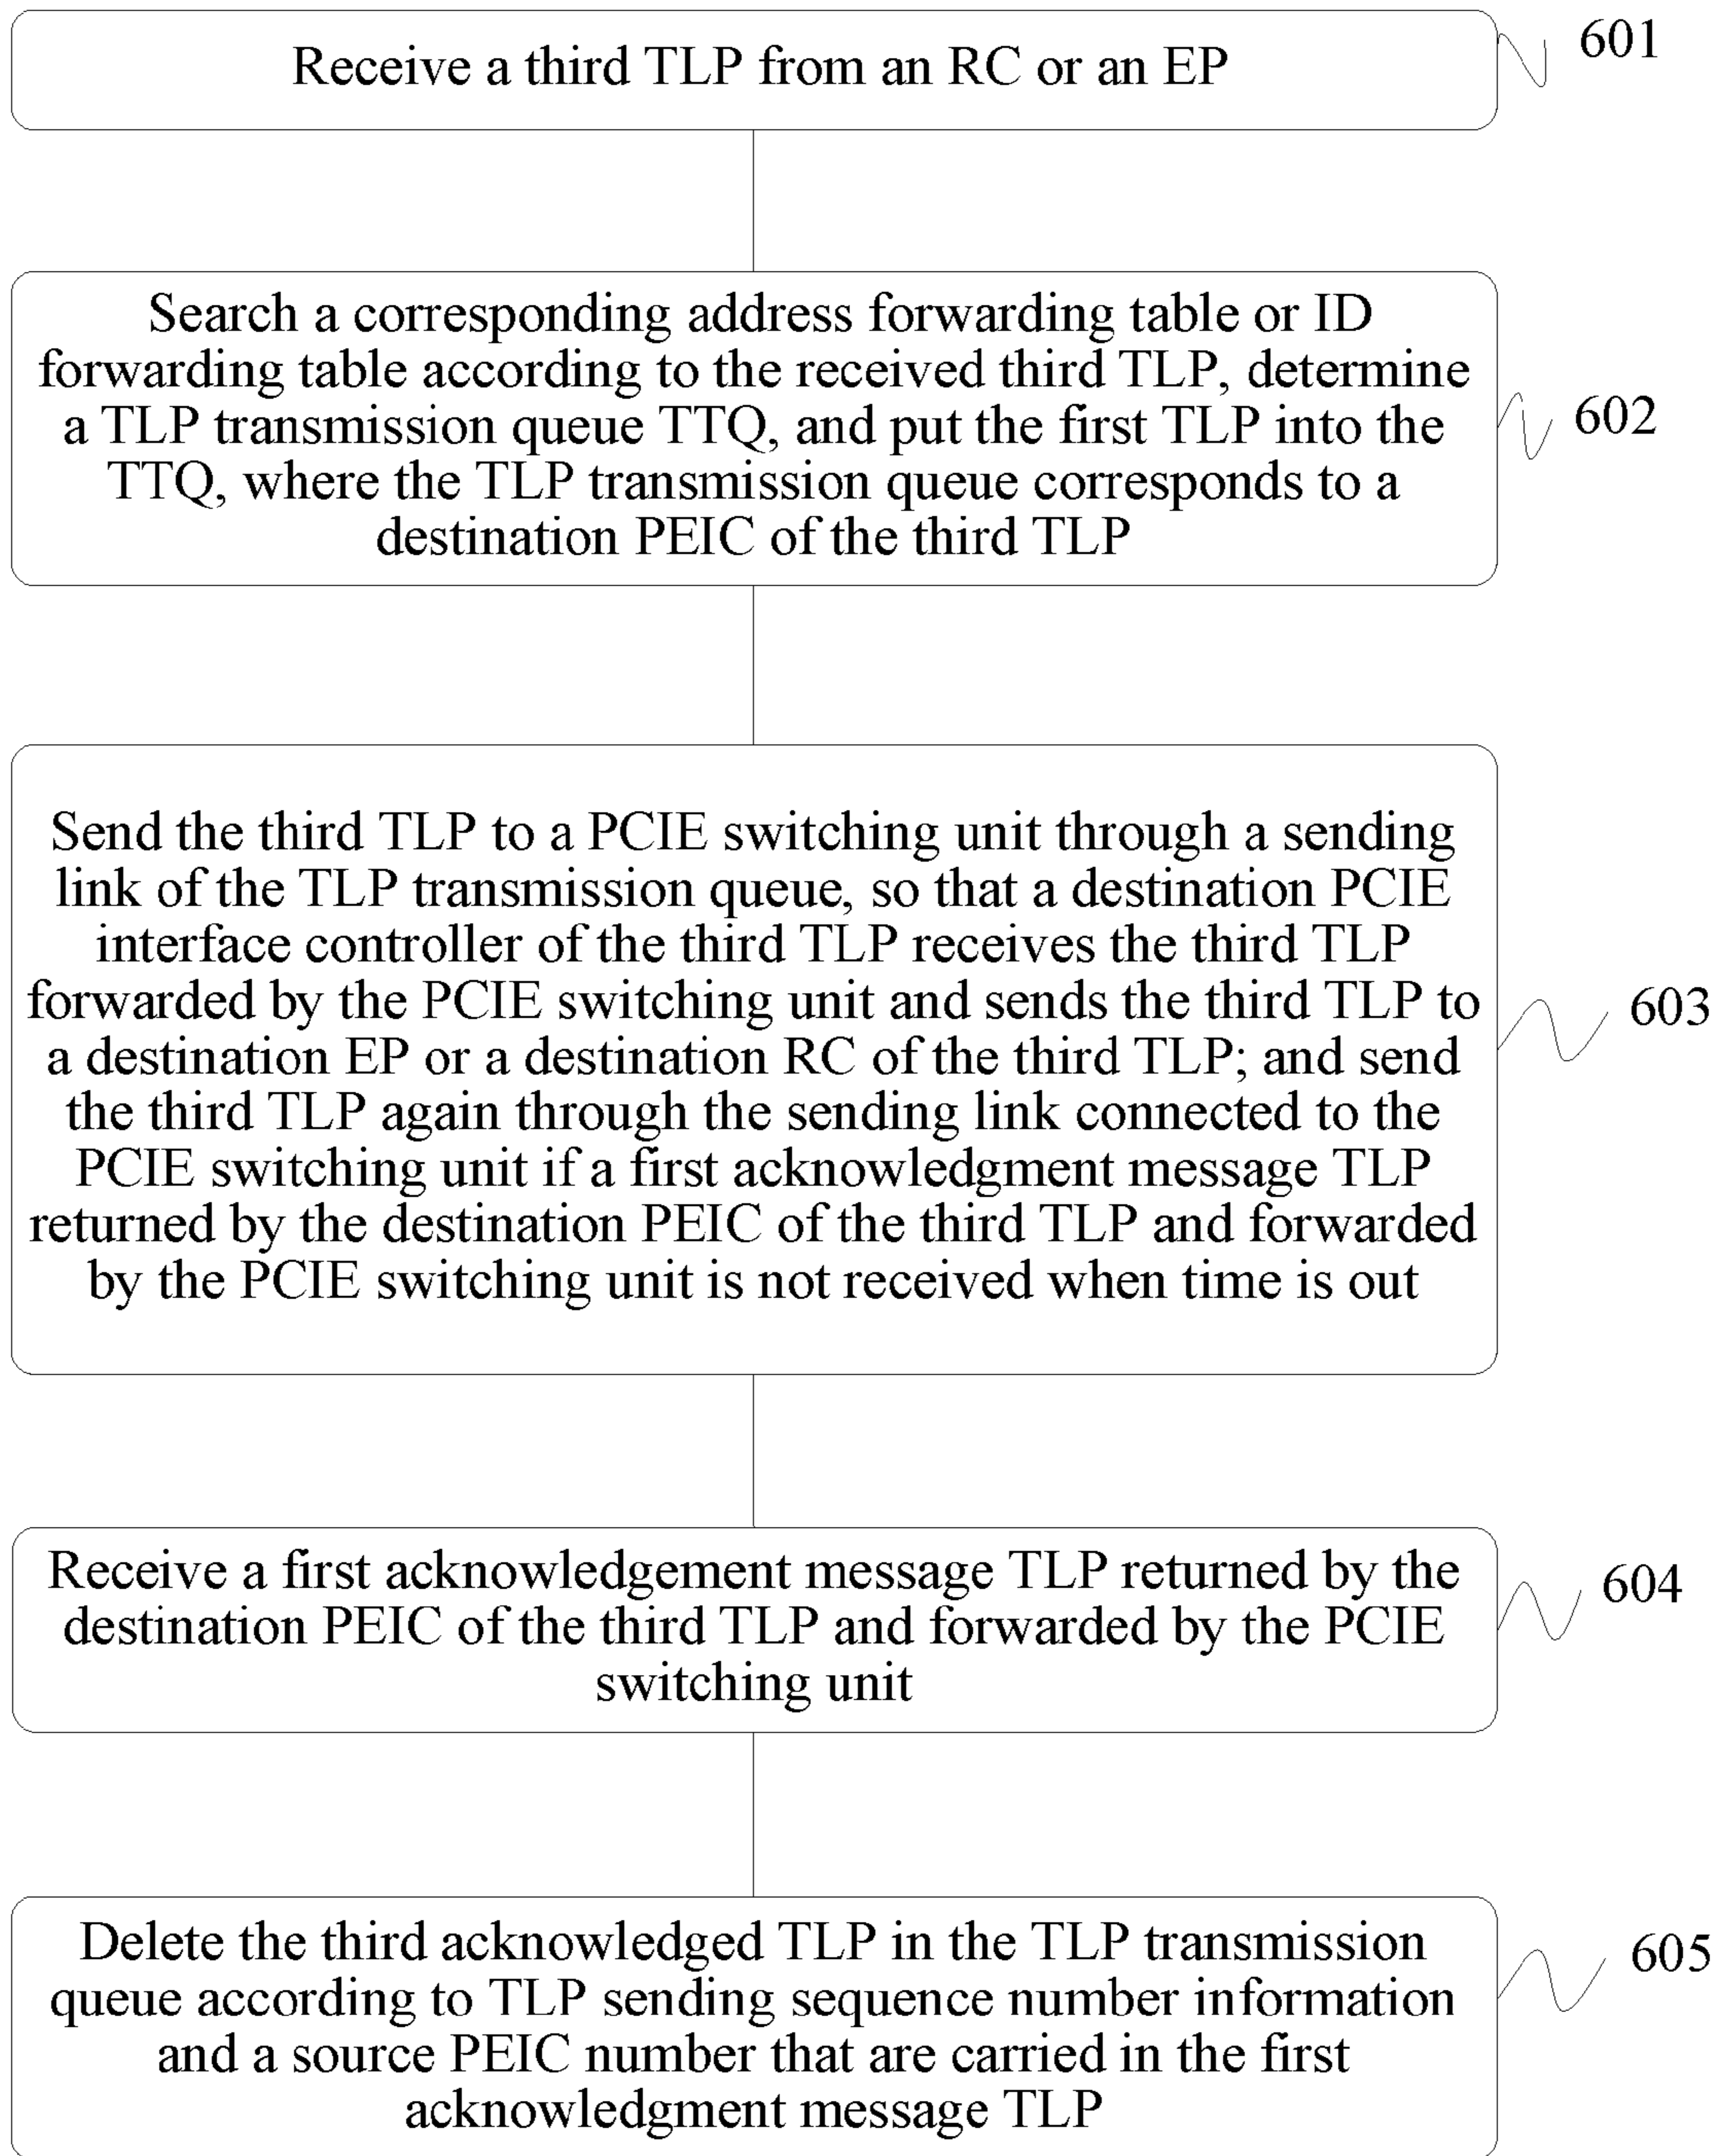 Receive a third TLP from an RC or an EP
601
Search a corresponding address forwarding table or ID
forwarding table according to the received third TLP, determine
a TLP transmission queue TTQ, and put the first TLP into the
TTQ, where the TLP transmission queue corresponds to a
destination PEIC of the third TLP
602
Send the third TLP to a PCIE switching unit through a sending
link of the TLP transmission queue, so that a destination PCIE
interface controller of the third TLP receives the third TLP
forwarded by the PCIE switching unit and sends the third TLP to
a destination EP or a destination RC of the third TLP; and send
the third TLP again through the sending link connected to the
PCIE switching unit if a first acknowledgment message TLP
returned by the destination PEIC of the third TLP and forwarded
by the PCIE switching unit is not received when time is out
603
Receive a first acknowledgement message TLP returned by the
destination PEIC of the third TLP and forwarded by the PCIE
switching unit
604
Delete the third acknowledged TLP in the TLP transmission
queue according to TLP sending sequence number information
and a source PEIC number that are carried in the first
acknowledgment message TLP
605